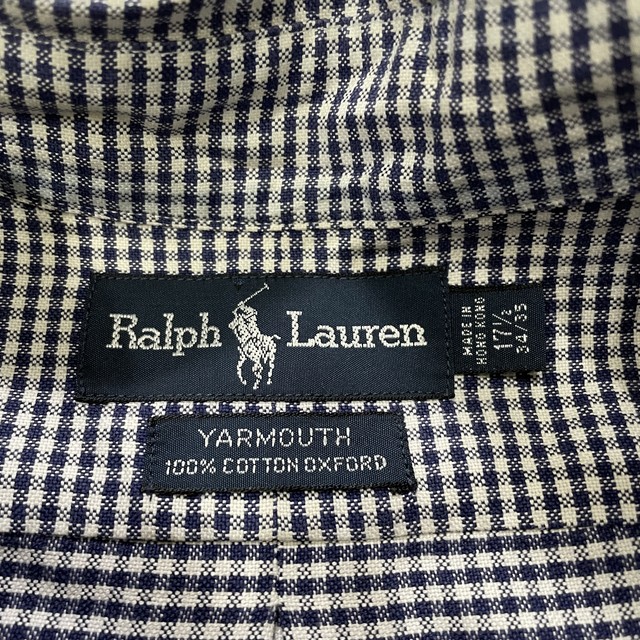 Ralph Lauren
MADE IN
HONG KONG
17½
34/35
YARMOUTH
100% COTTON OXFORD